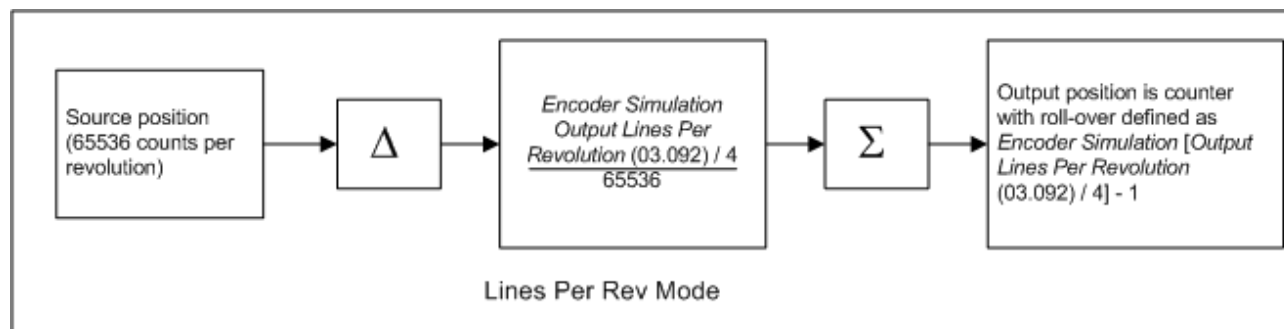 Source position
(65536 counts per
revolution)
Δ
Encoder Simulation
Output Lines Per
Revolution (03.092) / 4
65536
Σ
Output position is counter
with roll-over defined as
Encoder Simulation [Output
Lines Per Revolution
(03.092) / 4] - 1
Lines Per Rev Mode